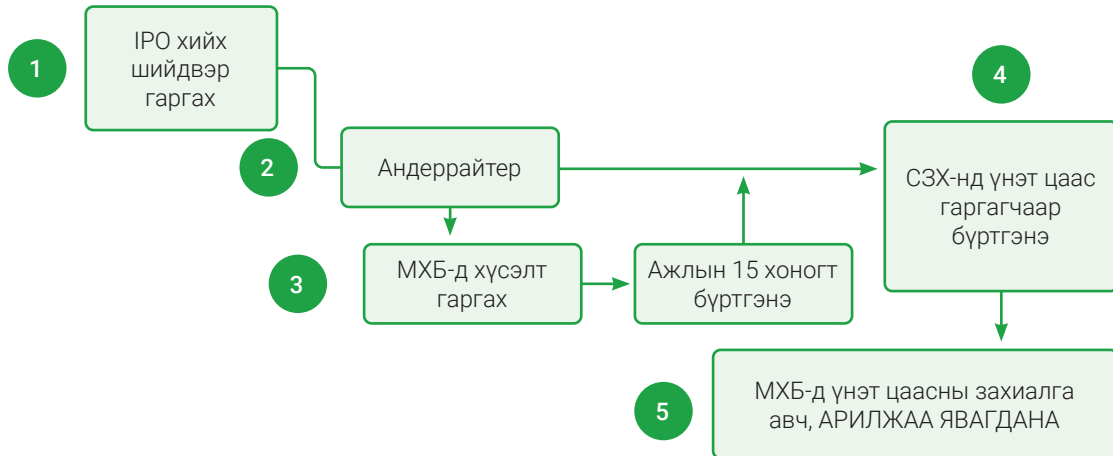 1
IPO хийх
шийдвэр
гаргах
2
Андеррайтер
3
МХБ-д хүсэлт
гаргах
Ажлын 15 хоногт
бүртгэнэ
4
СЗХ-нд үнэт цаас
гаргагчаар
бүртгэнэ
5
МХБ-д үнэт цаасны захиалга
авч, АРИЛЖАА ЯВАГДАНА